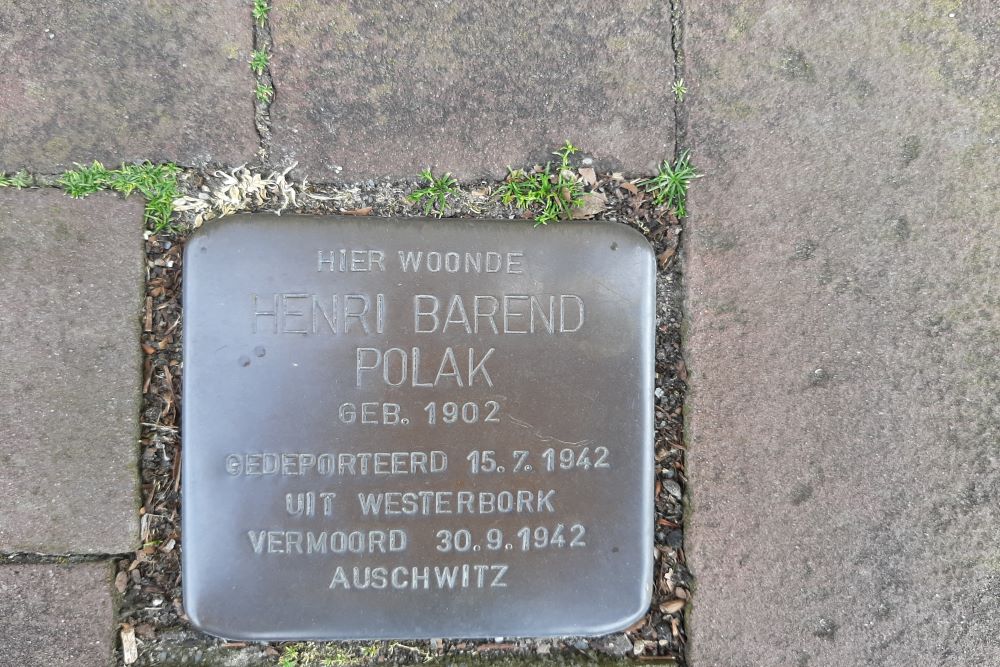 HIER WOONDE
HENRI BAREND
POLAK
GEB. 1902
GEDEPORTEERD 15.7.1942
UIT WESTERBORK
VERMOORD 30.9.1942
AUSCHWITZ